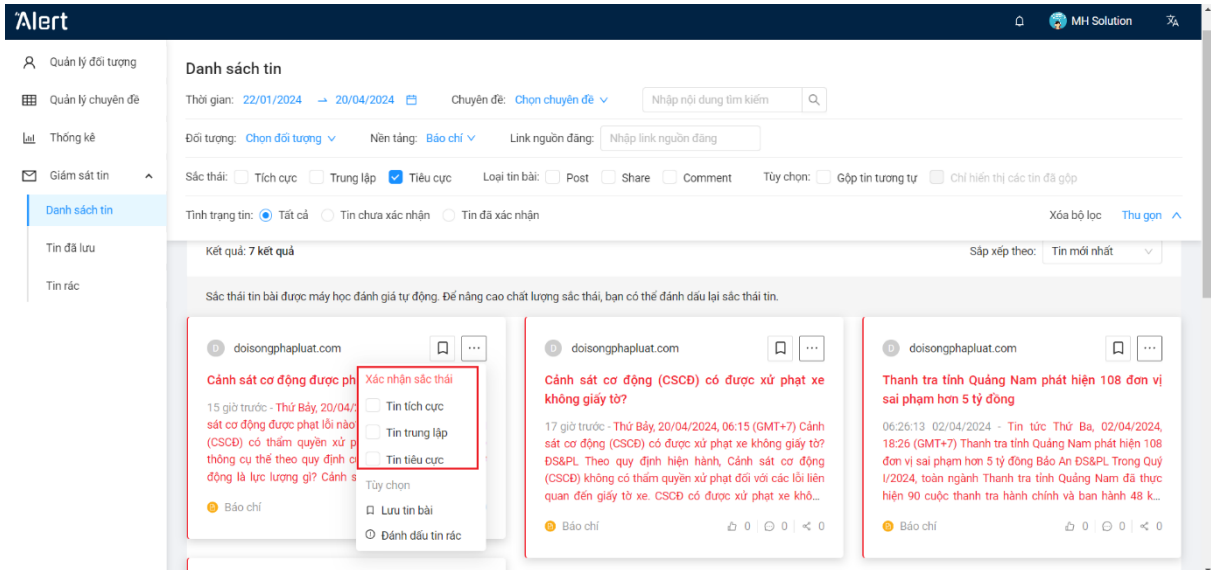 Alert
MH Solution
Quản lý đối tượng
Quản lý chuyên đề
Thống kê
Giám sát tin
Danh sách tin
Tin đã lưu
Tin rác
Danh sách tin
Thời gian: 22/01/2024 → 20/04/2024 Chuyên đề: Chọn chuyên đề Nhập nội dung tìm kiếm
Đối tượng: Chọn đối tượng Nền tảng: Báo chí Link nguồn đăng: Nhập link nguồn đăng
Sắc thái: Tích cực Trung lập Tiêu cực Loại tin bài: Post Share Comment Tùy chọn: Gộp tin tương tự Chỉ hiển thị các tin đã gộp
Tình trạng tin: Tất cả Tin chưa xác nhận Tin đã xác nhận Xóa bộ lọc Thu gọn
Kết quả: 7 kết quả Sắp xếp theo: Tin mới nhất
Sắc thái tin bài được máy học đánh giá tự động. Để nâng cao chất lượng sắc thái, bạn có thể đánh dấu lại sắc thái tin.
D doisongphapluat.com
Cảnh sát cơ động được ph
15 giờ trước - Thứ Bảy, 20/04/
sát cơ động được phạt lỗi nào
(CSCĐ) có thẩm quyền xử p
thông cụ thể theo quy định c
động là lực lượng gì? Cảnh s
Báo chí
Xác nhận sắc thái
Tin tích cực
Tin trung lập
Tin tiêu cực
Tùy chọn
Lưu tin bài
Đánh dấu tin rác
D doisongphapluat.com
Cảnh sát cơ động (CSCĐ) có được xử phạt xe
không giấy tờ?
17 giờ trước - Thứ Bảy, 20/04/2024, 06:15 (GMT+7) Cảnh
sát cơ động (CSCĐ) có được xử phạt xe không giấy tờ?
ĐS&PL Theo quy định hiện hành, Cảnh sát cơ động
(CSCĐ) không có thẩm quyền xử phạt đối với các lỗi liên
quan đến giấy tờ xe. CSCĐ có được xử phạt xe khô...
Báo chí 0 0 0
D doisongphapluat.com
Thanh tra tỉnh Quảng Nam phát hiện 108 đơn vị
sai phạm hơn 5 tỷ đồng
06:26:13 02/04/2024 - Tin tức Thứ Ba, 02/04/2024,
18:26 (GMT+7) Thanh tra tỉnh Quảng Nam phát hiện 108
đơn vị sai phạm hơn 5 tỷ đồng Bảo An ĐS&PL Trong Quý
I/2024, toàn ngành Thanh tra tỉnh Quảng Nam đã thực
hiện 90 cuộc thanh tra hành chính và ban hành 48 k...
Báo chí 0 0 0